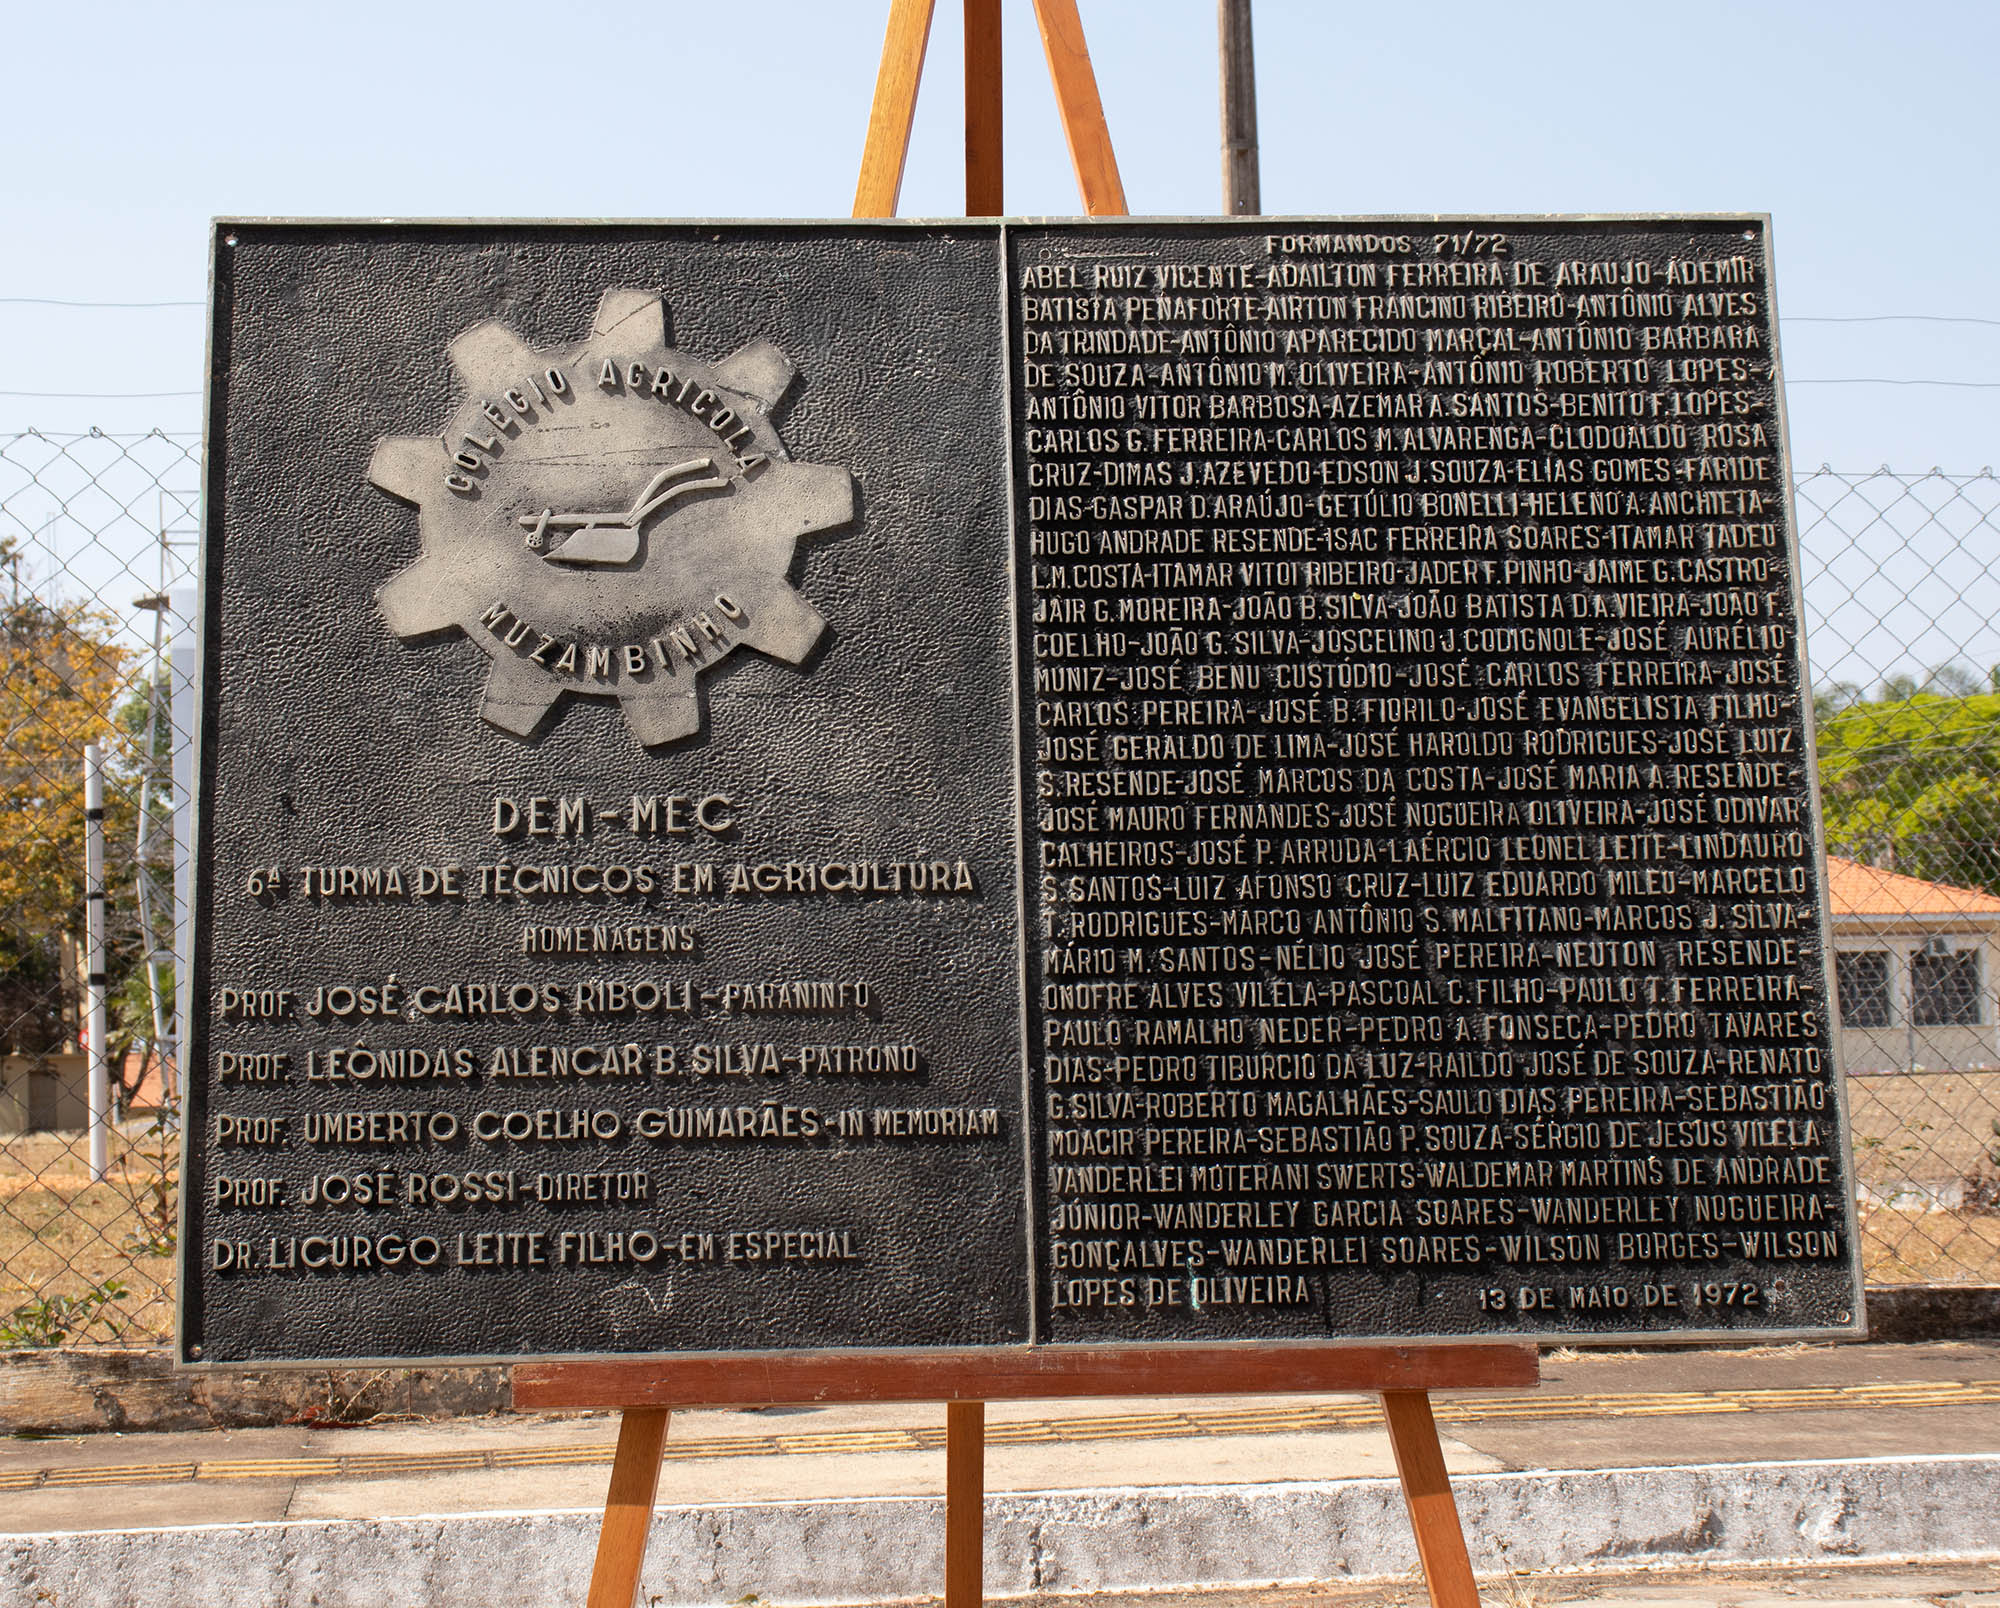 COLÉGIO AGRICOLA
MUZAMBINHO
DEM-MEC
6ª TURMA DE TÉCNICOS EM AGRICULTURA
HOMENAGENS
PROF. JOSÉ CARLOS RIBOLI-PARANINFO
PROF. LEÔNIDAS ALENCAR B. SILVA-PATRONO
PROF. UMBERTO COELHO GUIMARÃES-IN MEMORIAM
PROF. JOSÉ ROSSI-DIRETOR
DR. LICURGO LEITE FILHO-EM ESPECIAL
FORMANDOS 71/72
ABEL RUIZ VICENTE-ADAILTON FERREIRA DE ARAUJO-ADEMIR
BATISTA PENAFORTE-AIRTON FRANCINO RIBEIRO-ANTÔNIO ALVES
DA TRINDADE-ANTÔNIO APARECIDO MARÇAL-ANTÔNIO BARBARA
DE SOUZA-ANTÔNIO M. OLIVEIRA-ANTÔNIO ROBERTO LOPES-
ANTÔNIO VITOR BARBOSA-AZEMAR A. SANTOS-BENITO F. LOPES-
CARLOS G. FERREIRA-CARLOS M. ALVARENGA-CLODOALDO ROSA
CRUZ-DIMAS J. AZEVEDO-EDSON J. SOUZA-ELIAS GOMES-FARIDE
DIAS-GASPAR D. ARAÚJO-GETÚLIO BONELLI-HELENO A. ANCHIETA-
HUGO ANDRADE RESENDE-ISAC FERREIRA SOARES-ITAMAR TADEU
L.M. COSTA-ITAMAR VITOI RIBEIRO-JADER F. PINHO-JAIME G. CASTRO-
JAIR G. MOREIRA-JOÃO B. SILVA-JOÃO BATISTA D.A. VIEIRA-JOÃO F.
COELHO-JOÃO G. SILVA-JOSCELINO J. CODIGNOLE-JOSÉ AURÉLIO
MUNIZ-JOSÉ BENU CUSTÓDIO-JOSÉ CARLOS FERREIRA-JOSÉ
CARLOS PEREIRA-JOSÉ B. FIORILO-JOSÉ EVANGELISTA FILHO-
JOSÉ GERALDO DE LIMA-JOSÉ HAROLDO RODRIGUES-JOSÉ LUIZ
S. RESENDE-JOSÉ MARCOS DA COSTA-JOSÉ MARIA A. RESENDE-
JOSÉ MAURO FERNANDES-JOSÉ NOGUEIRA OLIVEIRA-JOSÉ ODIVAR
CALHEIROS-JOSÉ P. ARRUDA-LAÉRCIO LEONEL LEITE-LINDAURO
S. SANTOS-LUIZ AFONSO CRUZ-LUIZ EDUARDO MILEU-MARCELO
T. RODRIGUES-MARCO ANTÔNIO S. MALFITANO-MARCOS J. SILVA-
MÁRIO M. SANTOS-NÉLIO JOSÉ PEREIRA-NEUTON RESENDE-
ONOFRE ALVES VILELA-PASCOAL C. FILHO-PAULO T. FERREIRA-
PAULO RAMALHO NEDER-PEDRO A. FONSECA-PEDRO TAVARES
DIAS-PEDRO TIBURCIO DA LUZ-RAILDO JOSÉ DE SOUZA-RENATO
G. SILVA-ROBERTO MAGALHÃES-SAULO DIAS PEREIRA-SEBASTIÃO
MOACIR PEREIRA-SEBASTIÃO P. SOUZA-SÉRGIO DE JESUS VILELA
VANDERLEI MOTERANI SWERTS-WALDEMAR MARTINS DE ANDRADE
JÚNIOR-WANDERLEY GARCIA SOARES-WANDERLEY NOGUEIRA-
GONÇALVES-WANDERLEI SOARES-WILSON BORGES-WILSON
LOPES DE OLIVEIRA
13 DE MAIO DE 1972